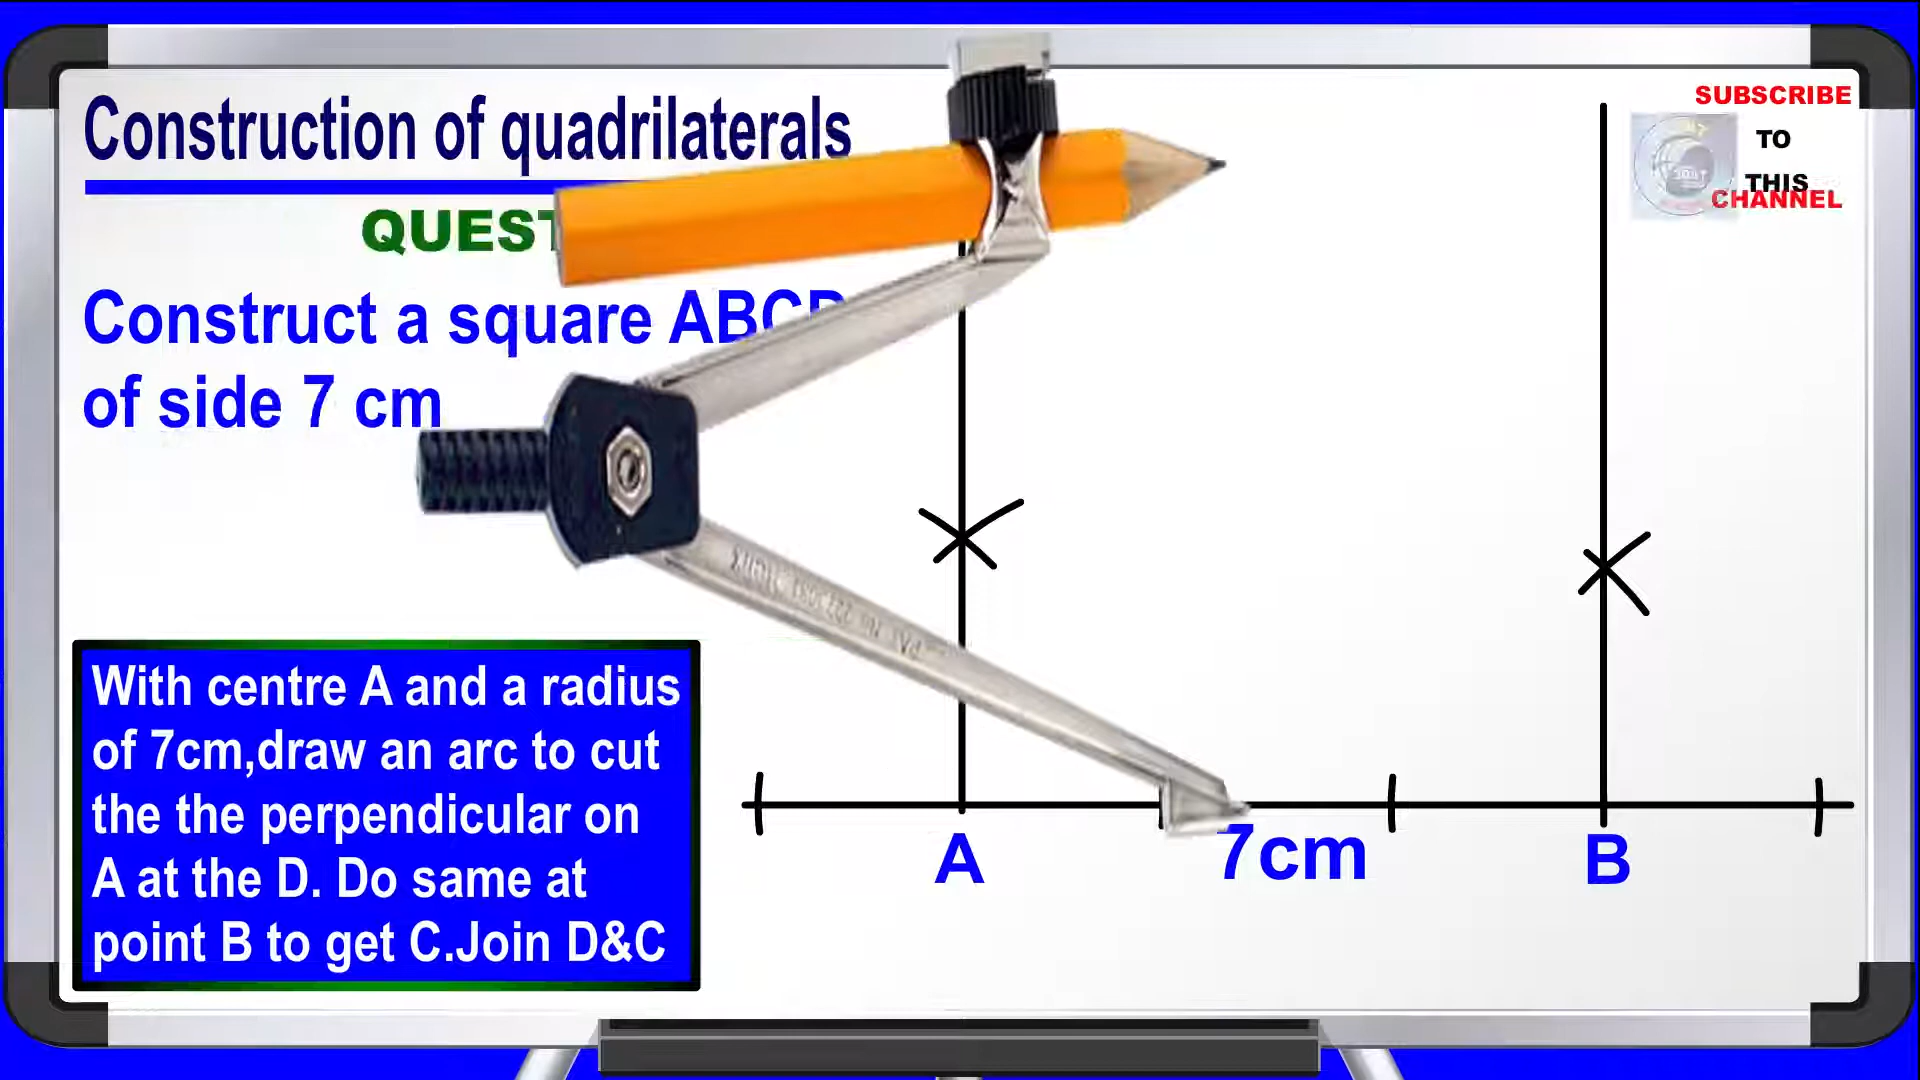 Construction of quadrilaterals
SUBSCRIBE
TO
THIS
CHANNEL
QUEST
Construct a square ABCD
of side 7 cm
With centre A and a radius
of 7cm,draw an arc to cut
the the perpendicular on
A at the D. Do same at
point B to get C.Join D&C
A
7cm
B